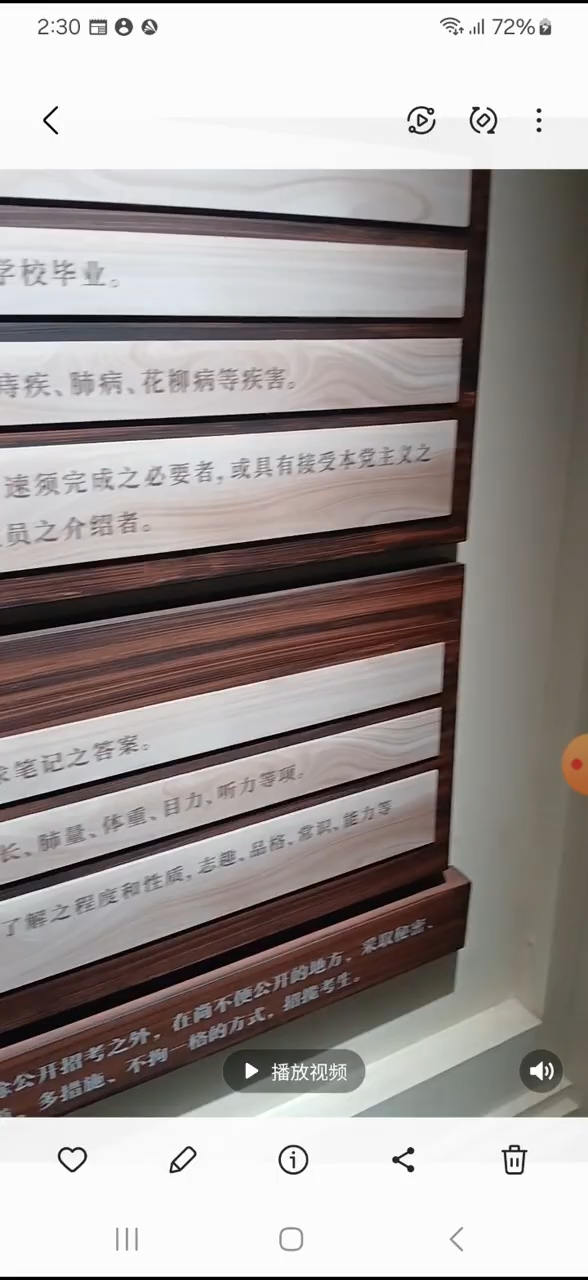 2:30
72%
学校毕业。
痔疾、肺病、花柳病等疾害。
速须完成之必要者,或具有接受本党主义之
员之介绍者。
笔记之答案。
长、肺量、体重、目力、听力等项。
了解之程度和性质,志趣、品格、常识、能力等
公开招考之外,在尚不便公开的地方,采取秘密、
多措施、不拘一格的方式,招揽考生。
播放视频